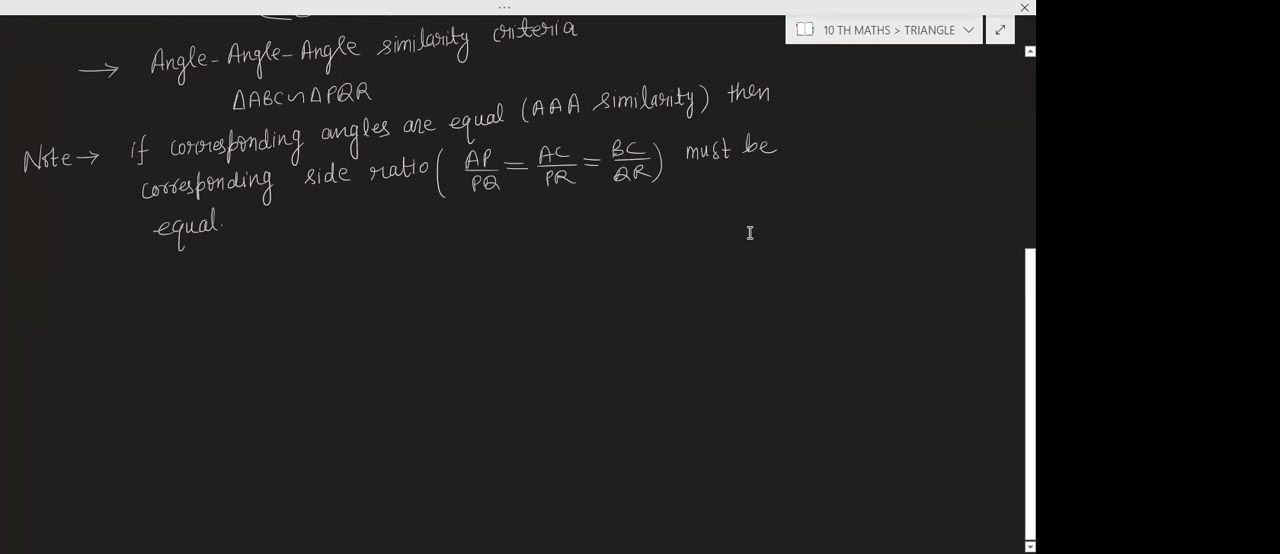 10 TH MATHS > TRIANGLE
→ Angle-Angle-Angle similarity criteria
ΔABC ∽ ΔPQR
Note → if corresponding angles are equal (AAA similarity) then
corresponding side ratio (AP/PQ = AC/PR = BC/QR) must be
equal.